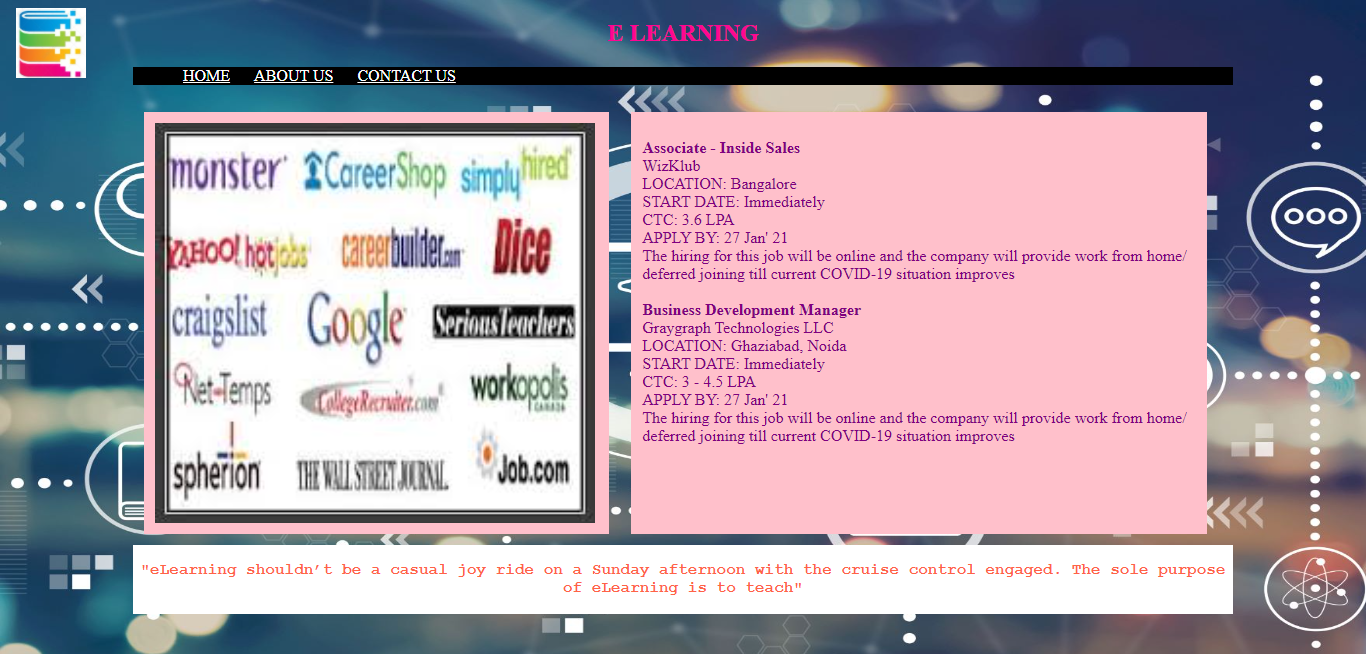 E LEARNING
HOME ABOUT US CONTACT US
monster CareerShop simplyhired
YAHOO! hotjobs careerbuilder.com Dice
craigslist Google SeriousTeachers
Net-Temps CollegeRecruiter.com workopolis
CANADA
spherion THE WALL STREET JOURNAL. Job.com
Associate - Inside Sales
WizKlub
LOCATION: Bangalore
START DATE: Immediately
CTC: 3.6 LPA
APPLY BY: 27 Jan' 21
The hiring for this job will be online and the company will provide work from home/
deferred joining till current COVID-19 situation improves
Business Development Manager
Graygraph Technologies LLC
LOCATION: Ghaziabad, Noida
START DATE: Immediately
CTC: 3 - 4.5 LPA
APPLY BY: 27 Jan' 21
The hiring for this job will be online and the company will provide work from home/
deferred joining till current COVID-19 situation improves
"eLearning shouldn’t be a casual joy ride on a Sunday afternoon with the cruise control engaged. The sole purpose
of eLearning is to teach"